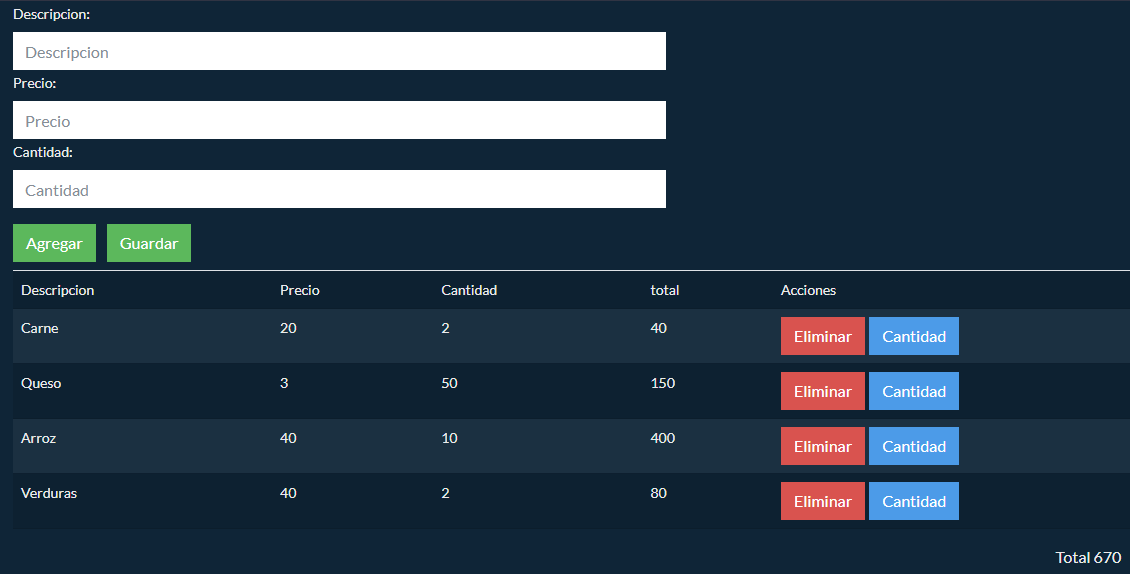 Descripcion:
Descripcion
Precio:
Precio
Cantidad:
Cantidad
Agregar Guardar
Descripcion Precio Cantidad total Acciones
Carne 20 2 40 Eliminar Cantidad
Queso 3 50 150 Eliminar Cantidad
Arroz 40 10 400 Eliminar Cantidad
Verduras 40 2 80 Eliminar Cantidad
Total 670